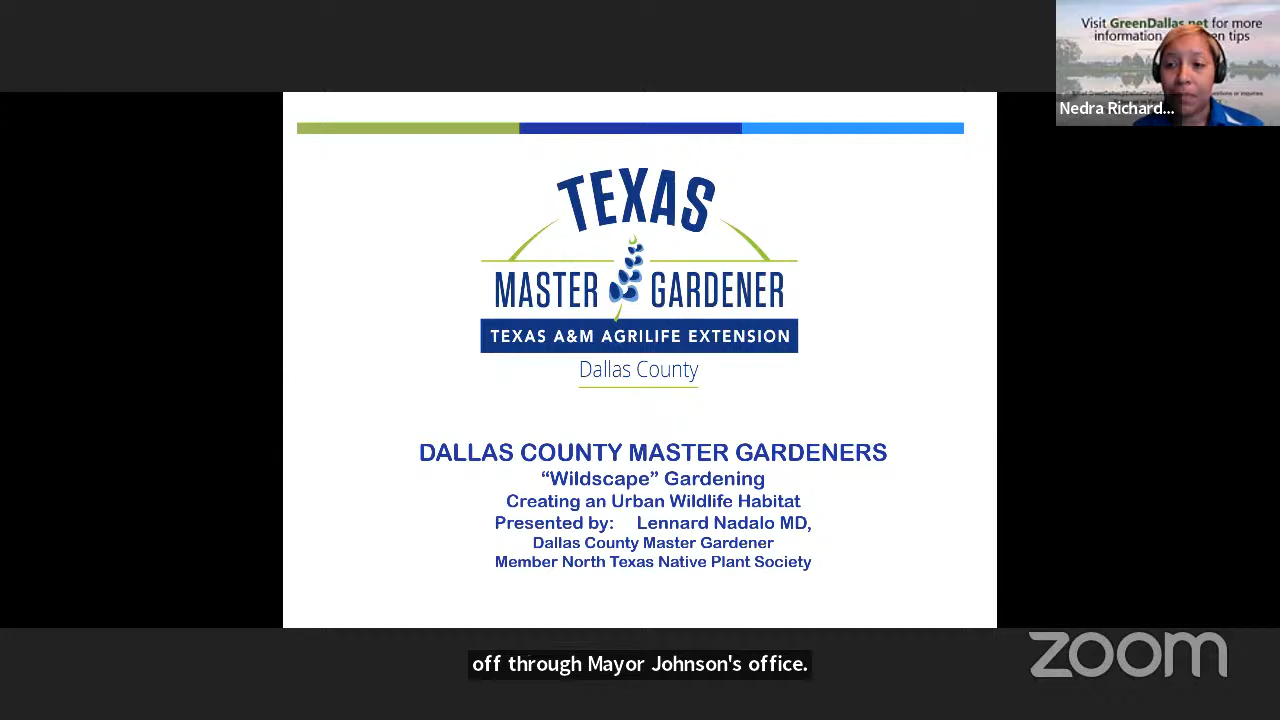 Visit GreenDallas.net for more
information en tips
Nedra Richard...
TEXAS
MASTER GARDENER
TEXAS A&M AGRILIFE EXTENSION
Dallas County
DALLAS COUNTY MASTER GARDENERS
“Wildscape” Gardening
Creating an Urban Wildlife Habitat
Presented by: Lennard Nadalo MD,
Dallas County Master Gardener
Member North Texas Native Plant Society
off through Mayor Johnson's office.
zoom